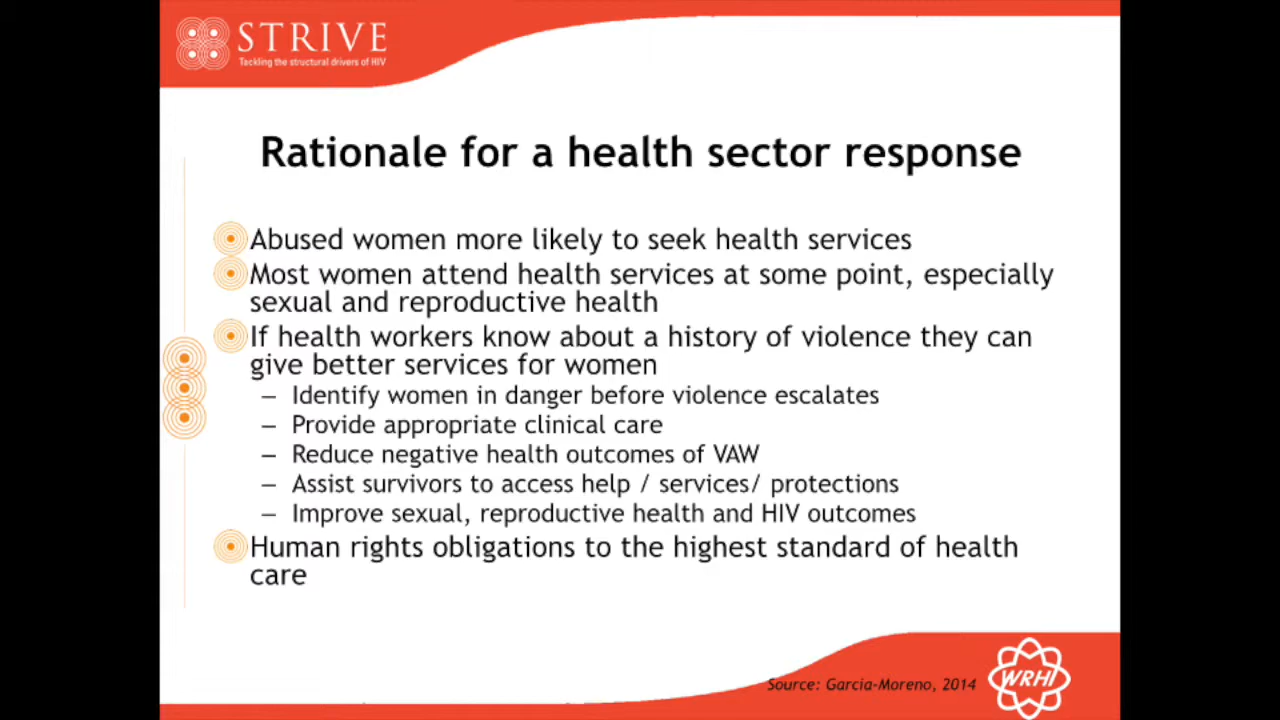 STRIVE
Tackling the structural drivers of HIV
Rationale for a health sector response
Abused women more likely to seek health services
Most women attend health services at some point, especially
sexual and reproductive health
If health workers know about a history of violence they can
give better services for women
– Identify women in danger before violence escalates
– Provide appropriate clinical care
– Reduce negative health outcomes of VAW
– Assist survivors to access help / services/ protections
– Improve sexual, reproductive health and HIV outcomes
Human rights obligations to the highest standard of health
care
Source: Garcia-Moreno, 2014
WRHI